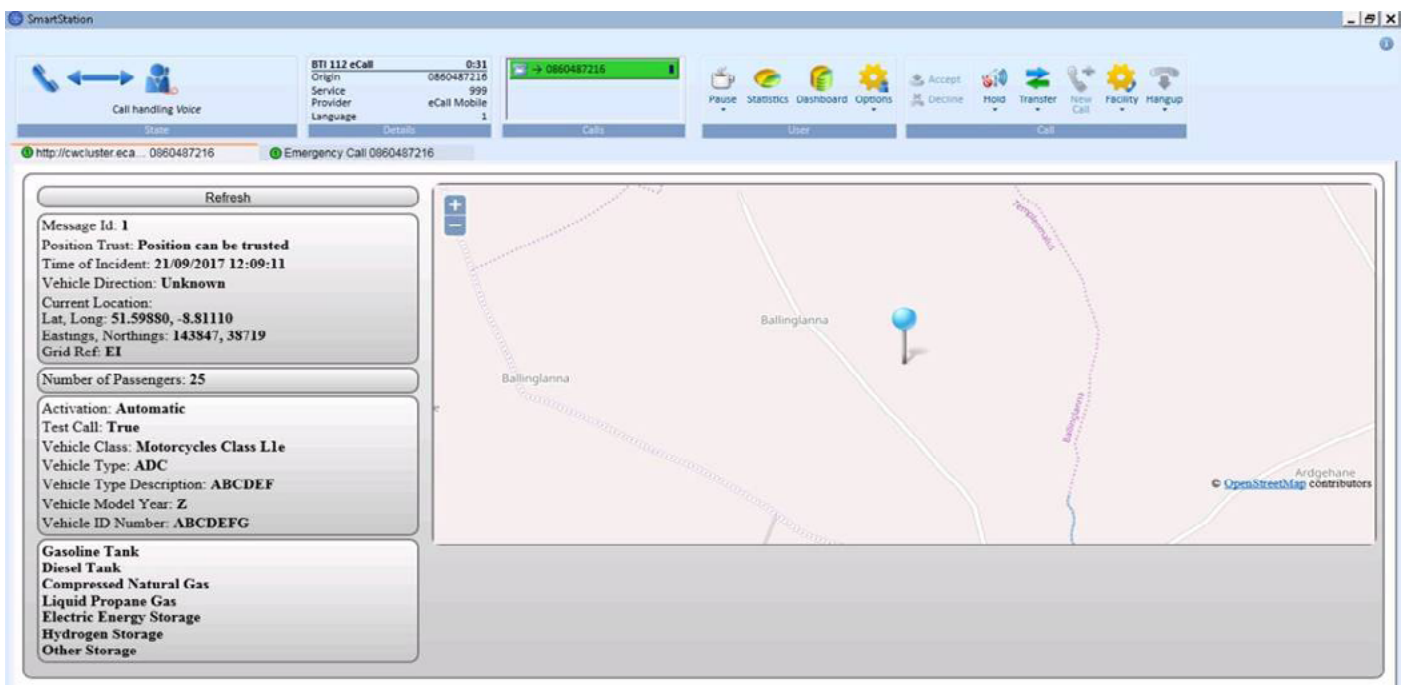 SmartStation
Call handling Voice
State
BTI 112 eCall 0:31
Origin 0860487216
Service 999
Provider eCall Mobile
Language 1
Details
→ 0860487216
Calls
Pause Statistics Dashboard Options
User
Accept
Decline
Hold Transfer New Call Facility Hangup
Call
http://cwcluster.eca... 0860487216
Emergency Call 0860487216
Refresh
Message Id: 1
Position Trust: Position can be trusted
Time of Incident: 21/09/2017 12:09:11
Vehicle Direction: Unknown
Current Location:
Lat, Long: 51.59880, -8.81110
Eastings, Northings: 143847, 38719
Grid Ref: EI
Number of Passengers: 25
Activation: Automatic
Test Call: True
Vehicle Class: Motorcycles Class L1e
Vehicle Type: ADC
Vehicle Type Description: ABCDEF
Vehicle Model Year: Z
Vehicle ID Number: ABCDEFG
Gasoline Tank
Diesel Tank
Compressed Natural Gas
Liquid Propane Gas
Electric Energy Storage
Hydrogen Storage
Other Storage
+
−
Ballinglanna
Ballinglanna
Ballinglanna
Ardgehane
© OpenStreetMap contributors